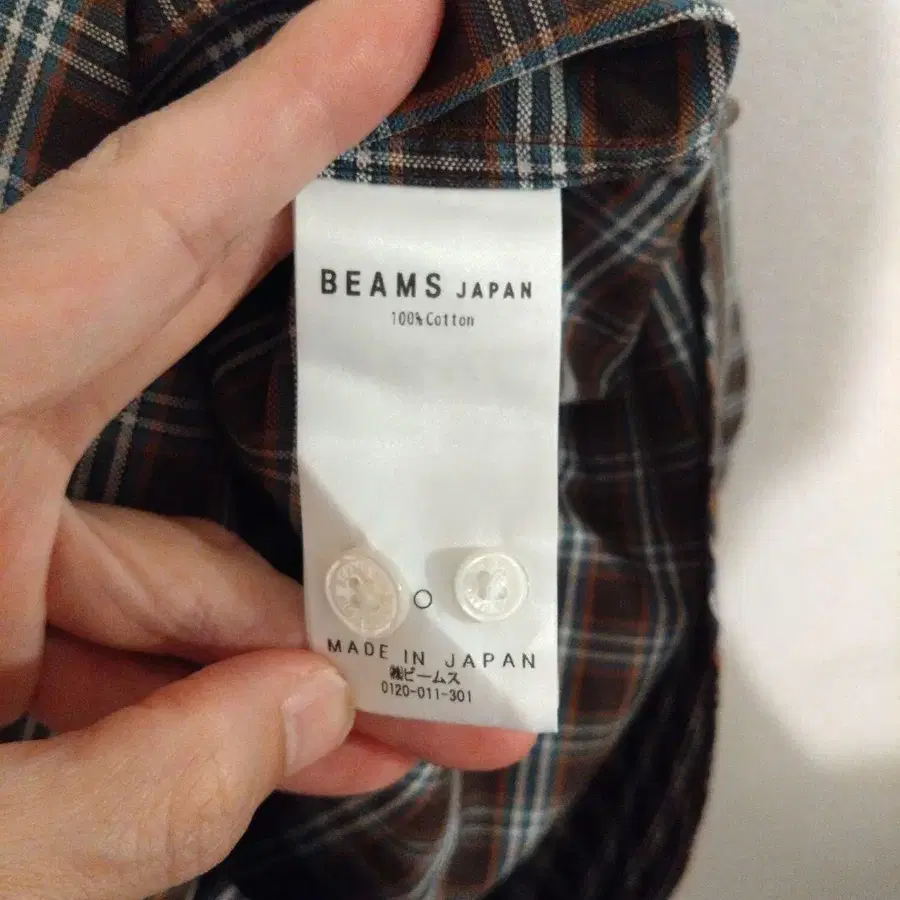 BEAMS JAPAN
100% Cotton
MADE IN JAPAN
㈱ビームス
0120-011-301